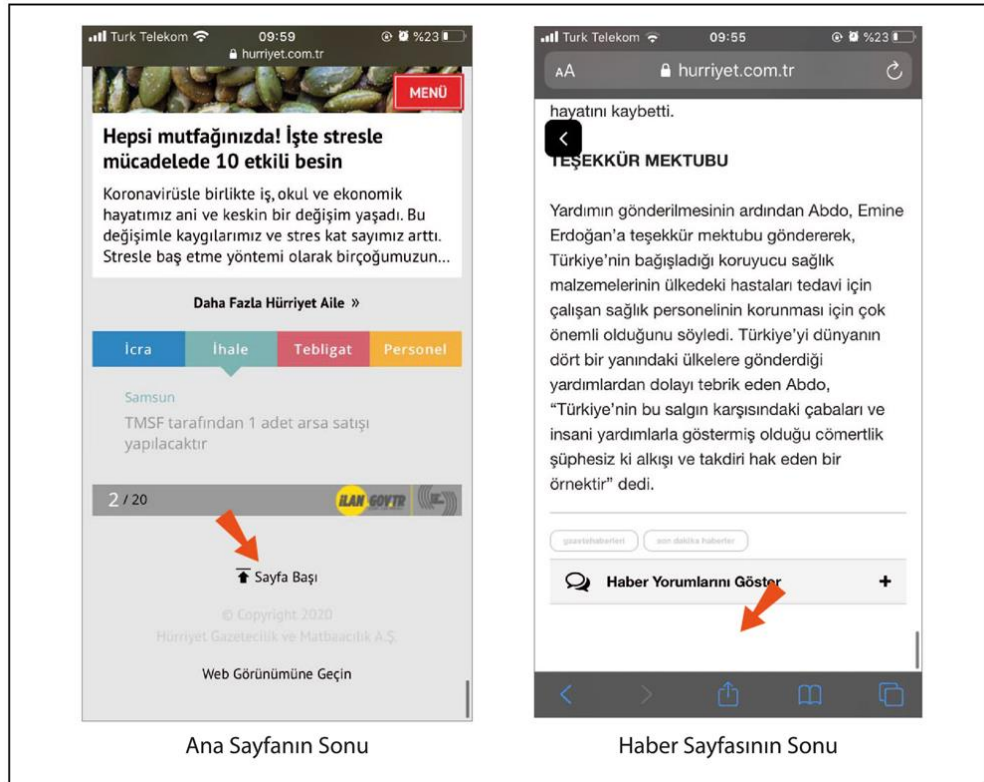 Turk Telekom 09:59 %23
hurriyet.com.tr
MENÜ
Hepsi mutfağınızda! İşte stresle
mücadelede 10 etkili besin
Koronavirüsle birlikte iş, okul ve ekonomik
hayatımız ani ve keskin bir değişim yaşadı. Bu
değişimle kaygılarımız ve stres kat sayımız arttı.
Stresle baş etme yöntemi olarak birçoğumuzun...
Daha Fazla Hürriyet Aile »
İcra İhale Tebligat Personel
Samsun
TMSF tarafından 1 adet arsa satışı
yapılacaktır
2 / 20 iLAN GOVTR
Sayfa Başı
© Copyright 2020
Hürriyet Gazetecilik ve Matbaacılık A.Ş.
Web Görünümüne Geçin
Ana Sayfanın Sonu
Turk Telekom 09:55 %23
AA hurriyet.com.tr
hayatını kaybetti.
TEŞEKKÜR MEKTUBU
Yardımın gönderilmesinin ardından Abdo, Emine
Erdoğan'a teşekkür mektubu göndererek,
Türkiye'nin bağışladığı koruyucu sağlık
malzemelerinin ülkedeki hastaları tedavi için
çalışan sağlık personelinin korunması için çok
önemli olduğunu söyledi. Türkiye'yi dünyanın
dört bir yanındaki ülkelere gönderdiği
yardımlardan dolayı tebrik eden Abdo,
“Türkiye'nin bu salgın karşısındaki çabaları ve
insani yardımlarla göstermiş olduğu cömertlik
şüphesiz ki alkışı ve takdiri hak eden bir
örnektir” dedi.
gazetehaberleri son dakika haberler
Haber Yorumlarını Göster +
Haber Sayfasının Sonu